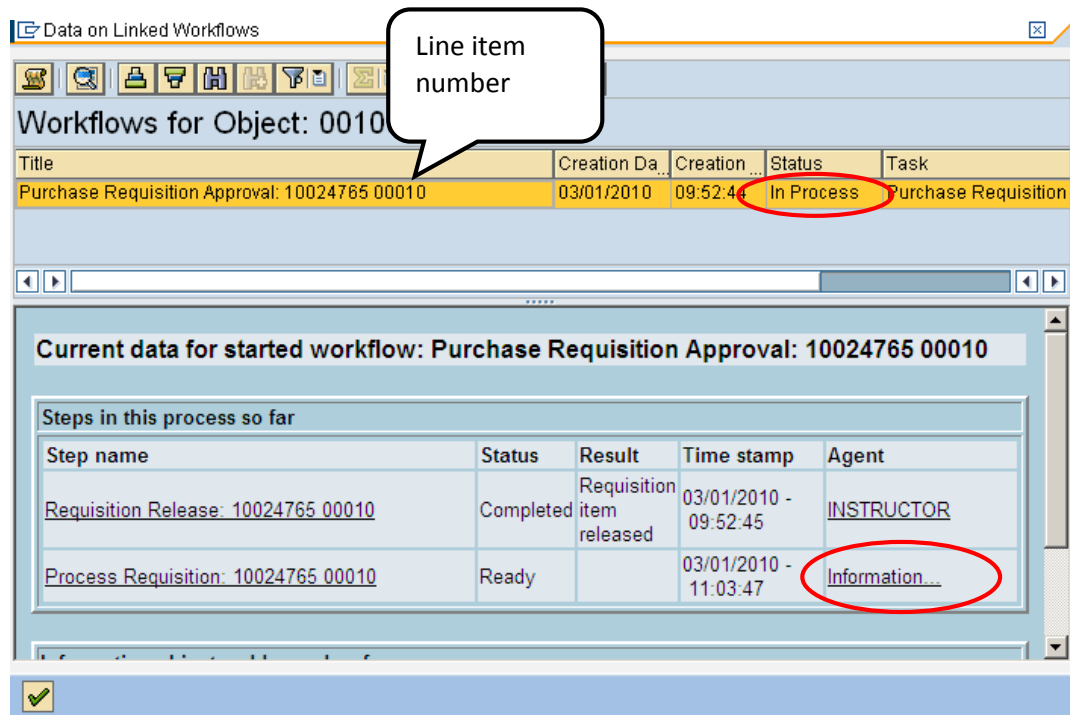 Data on Linked Workflows
Line item
number
Workflows for Object: 0010
Title Creation Da... Creation ... Status Task
Purchase Requisition Approval: 10024765 00010 03/01/2010 09:52:44 In Process Purchase Requisition
Current data for started workflow: Purchase Requisition Approval: 10024765 00010
Steps in this process so far
Step name Status Result Time stamp Agent
Requisition Release: 10024765 00010 Completed Requisition item released 03/01/2010 - 09:52:45 INSTRUCTOR
Process Requisition: 10024765 00010 Ready 03/01/2010 - 11:03:47 Information...